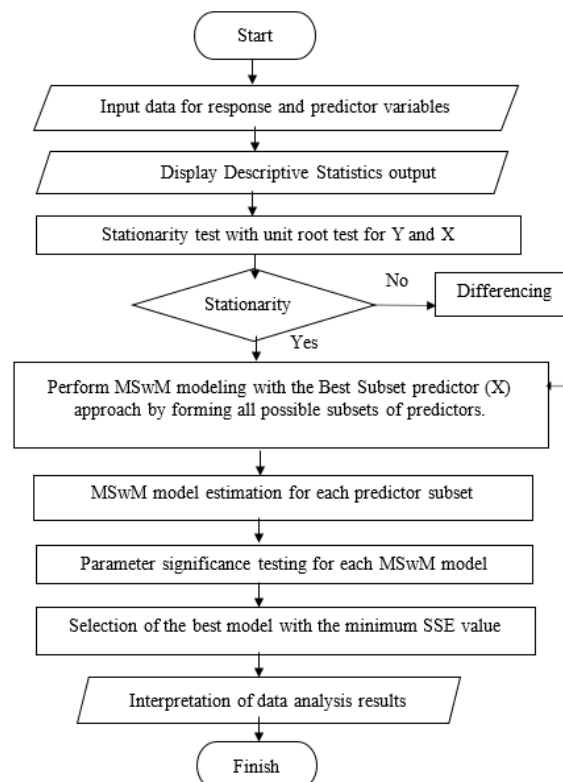 Start
Input data for response and predictor variables
Display Descriptive Statistics output
Stationarity test with unit root test for Y and X
Stationarity
No
Differencing
Yes
Perform MSwM modeling with the Best Subset predictor (X)
approach by forming all possible subsets of predictors.
MSwM model estimation for each predictor subset
Parameter significance testing for each MSwM model
Selection of the best model with the minimum SSE value
Interpretation of data analysis results
Finish